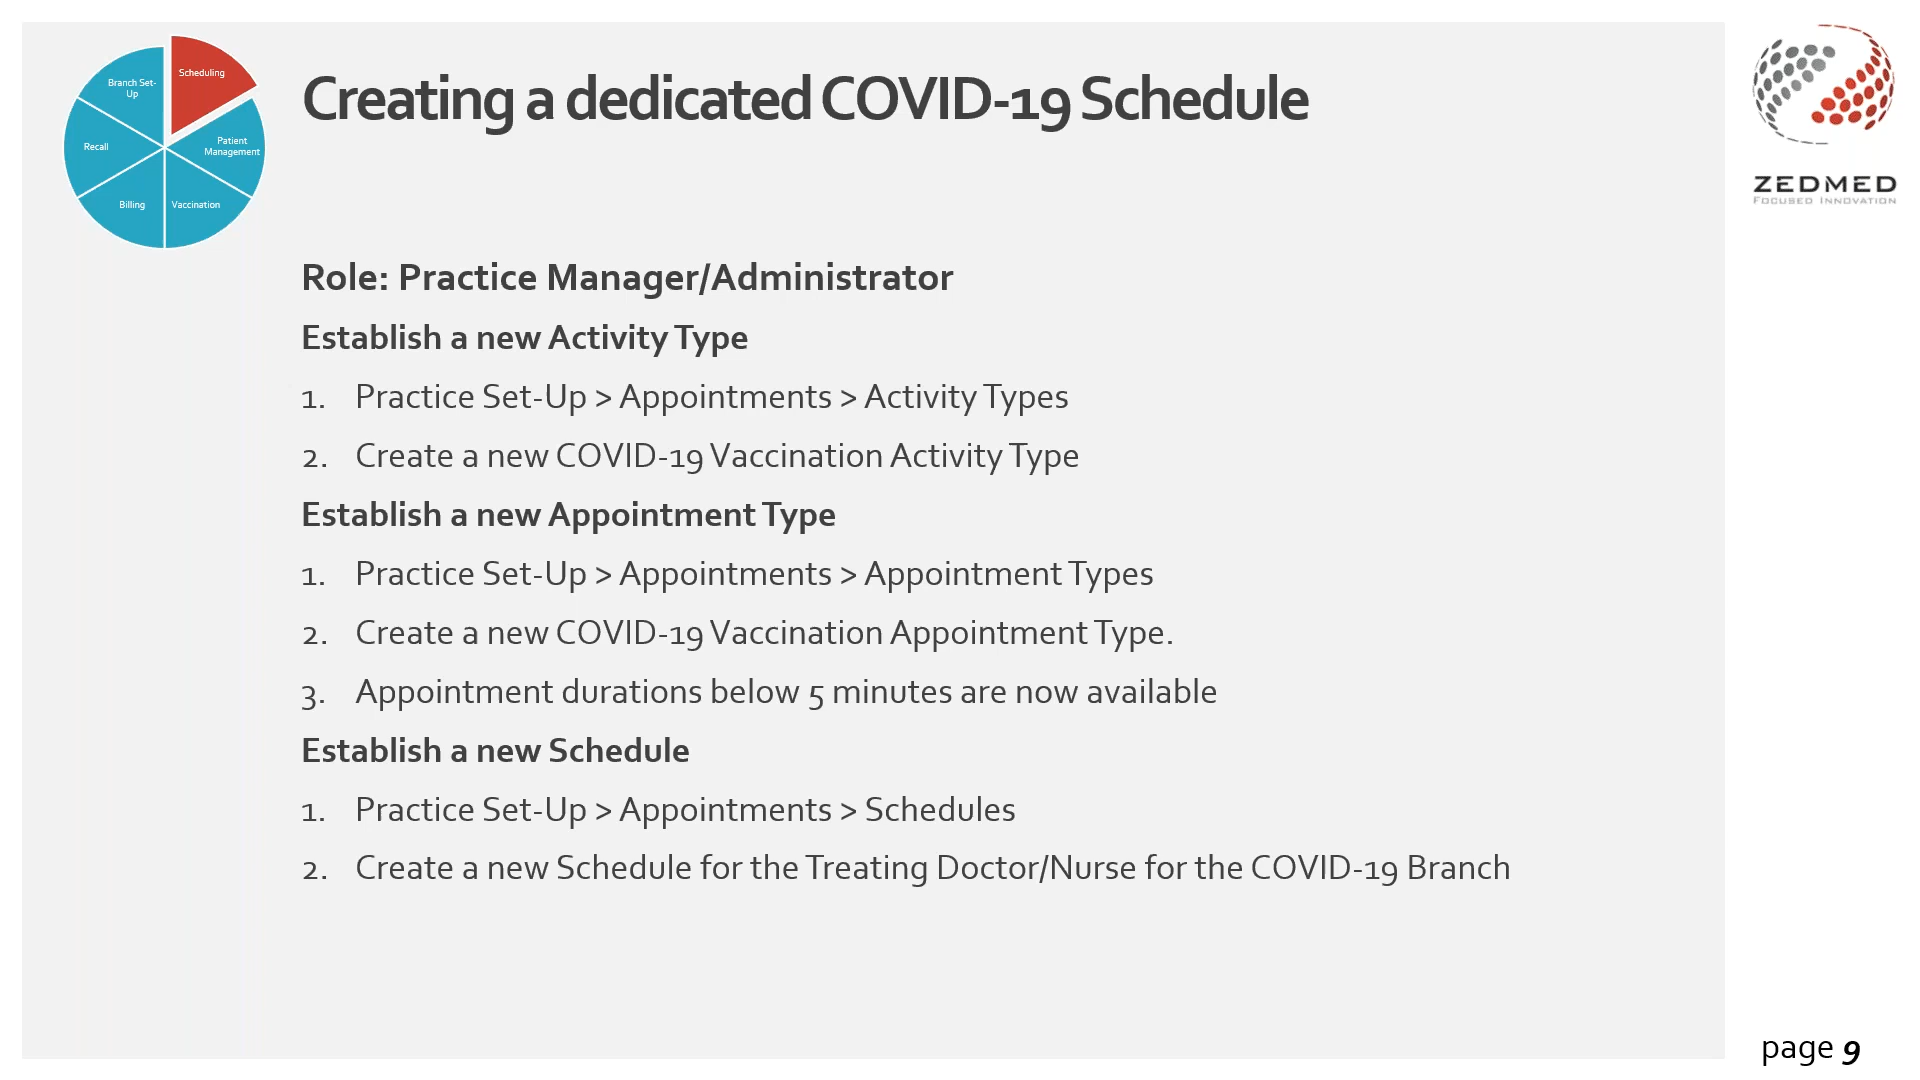 Scheduling
Branch Set-
Up
Patient
Management
Recall
Billing
Vaccination
Creating a dedicated COVID-19 Schedule
ZEDMED
FOCUSED INNOVATION
Role: Practice Manager/Administrator
Establish a new Activity Type
1. Practice Set-Up > Appointments > Activity Types
2. Create a new COVID-19 Vaccination Activity Type
Establish a new Appointment Type
1. Practice Set-Up > Appointments > Appointment Types
2. Create a new COVID-19 Vaccination Appointment Type.
3. Appointment durations below 5 minutes are now available
Establish a new Schedule
1. Practice Set-Up > Appointments > Schedules
2. Create a new Schedule for the Treating Doctor/Nurse for the COVID-19 Branch
page 9